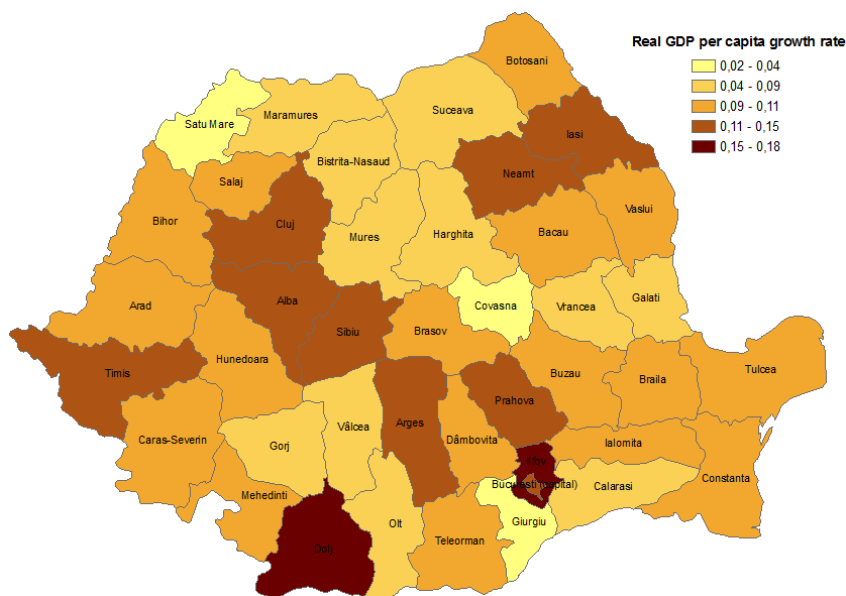 Real GDP per capita growth rate
0,02 - 0,04
0,04 - 0,09
0,09 - 0,11
0,11 - 0,15
0,15 - 0,18
Botosani
Satu Mare
Maramures
Suceava
Iasi
Bistrita-Nasaud
Salaj
Neamt
Vaslui
Bihor
Cluj
Mures
Harghita
Bacau
Arad
Alba
Covasna
Vrancea
Galati
Sibiu
Brasov
Hunedoara
Timis
Buzau
Braila
Tulcea
Prahova
Arges
Vâlcea
Dâmbovita
Caras-Severin
Gorj
Ialomita
Ilfov
Constanta
Bucuresti (capital)
Calarasi
Mehedinti
Giurgiu
Olt
Teleorman
Dolj